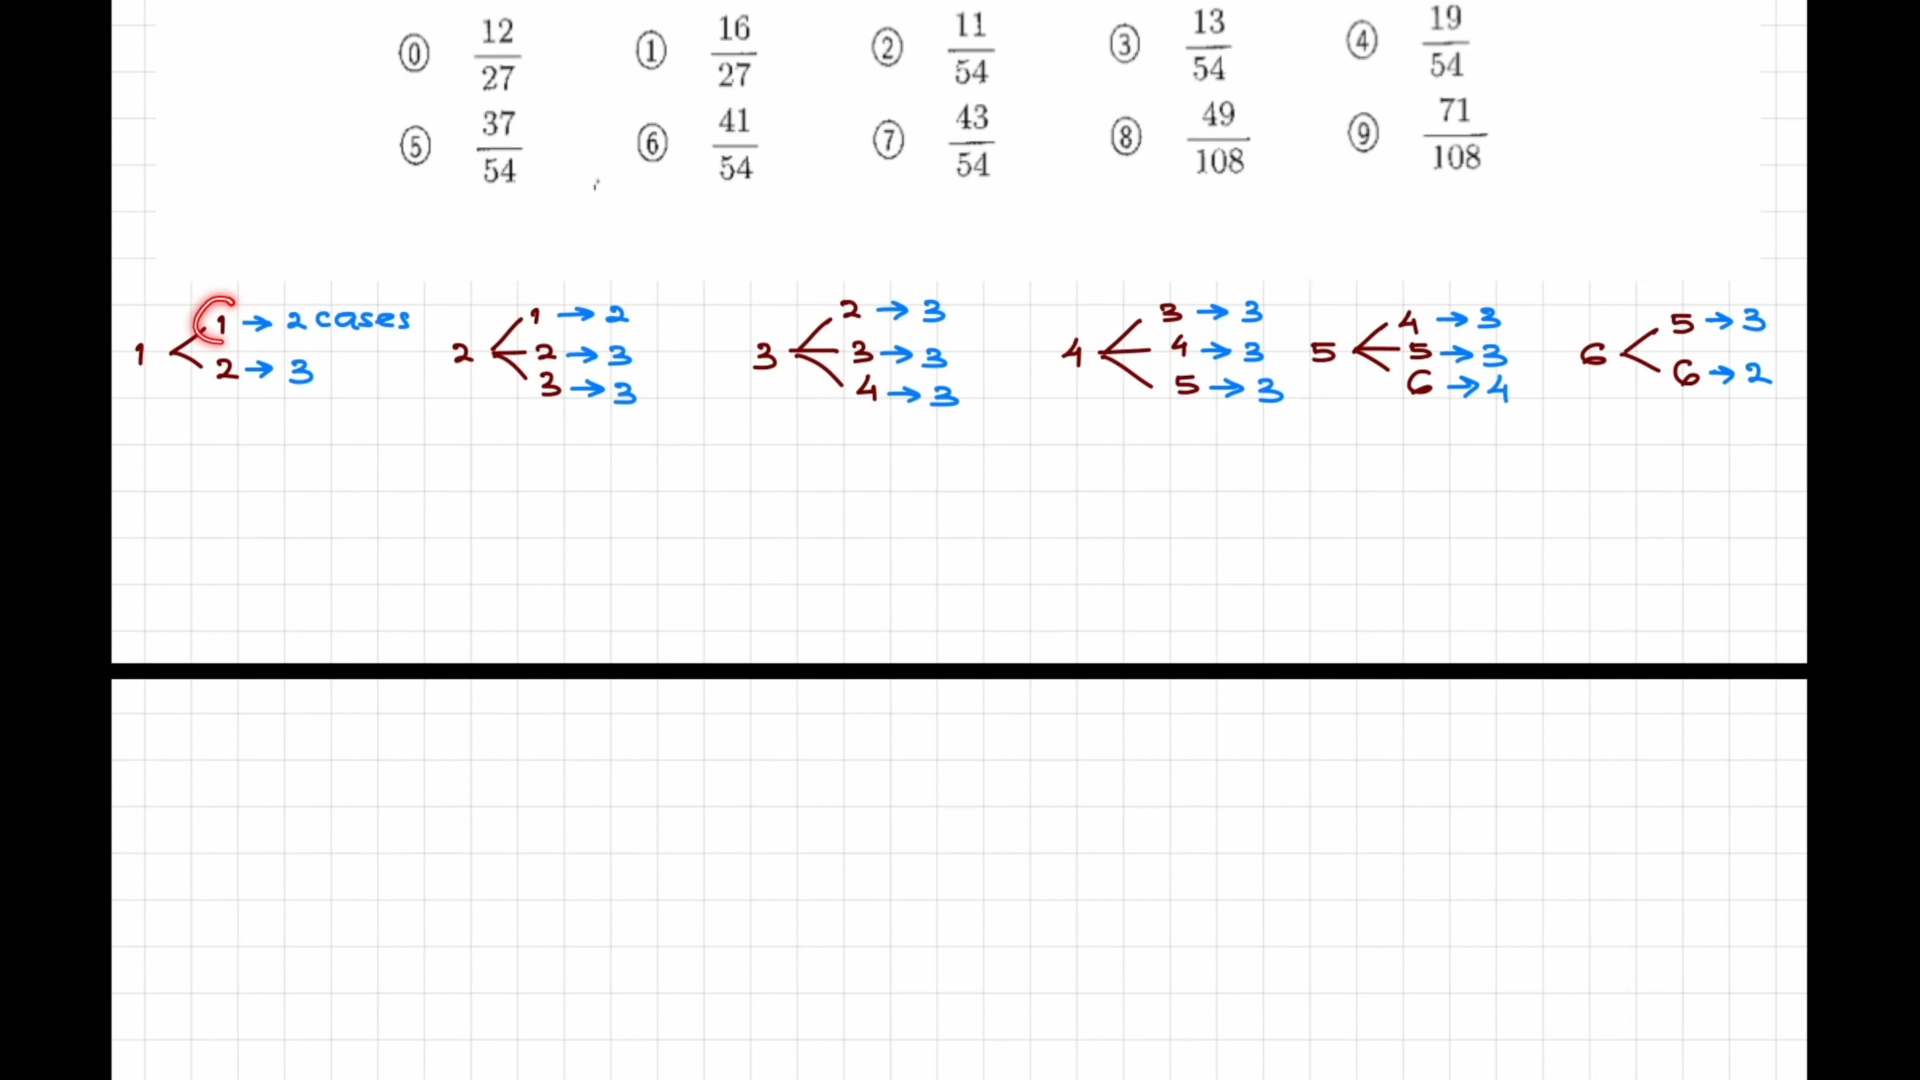 ⓪ 12/27 ① 16/27 ② 11/54 ③ 13/54 ④ 19/54
⑤ 37/54 ⑥ 41/54 ⑦ 43/54 ⑧ 49/108 ⑨ 71/108
1 1 → 2 cases
2 → 3
2 1 → 2
2 → 3
3 → 3
3 2 → 3
3 → 3
4 → 3
4 3 → 3
4 → 3
5 → 3
5 4 → 3
5 → 3
6 → 4
6 5 → 3
6 → 2